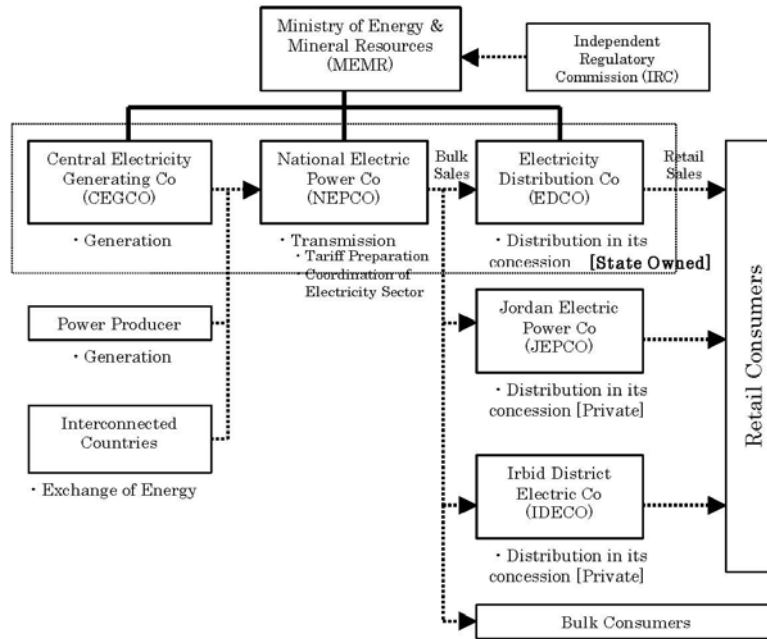 Ministry of Energy &
Mineral Resources
(MEMR)
Independent
Regulatory
Commission (IRC)
Central Electricity
Generating Co
(CEGCO)
・Generation
National Electric
Power Co
(NEPCO)
・Transmission
・Tariff Preparation
・Coordination of
Electricity Sector
Bulk
Sales
Electricity
Distribution Co
(EDCO)
・Distribution in its
concession [State Owned]
Retail
Sales
Power Producer
・Generation
Jordan Electric
Power Co
(JEPCO)
・Distribution in its
concession [Private]
Retail Consumers
Interconnected
Countries
・Exchange of Energy
Irbid District
Electric Co
(IDECO)
・Distribution in its
concession [Private]
Bulk Consumers